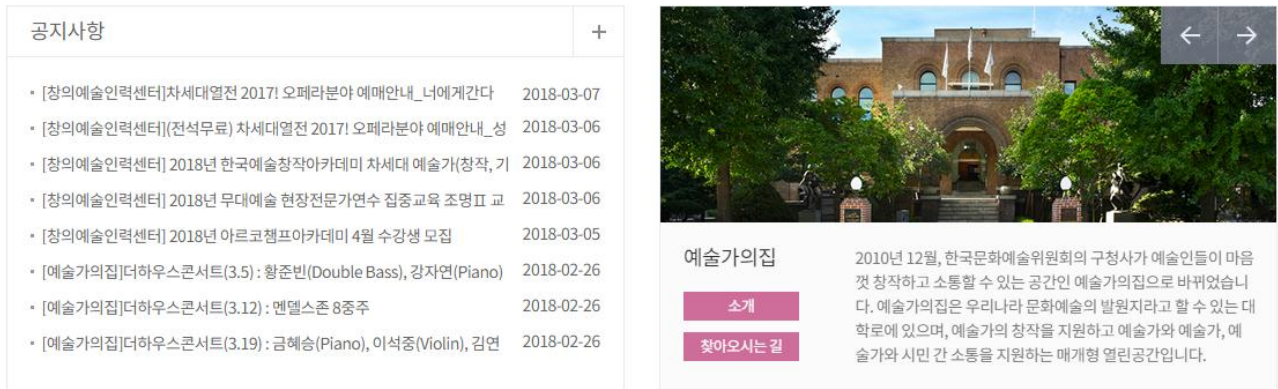 공지사항
[창의예술인력센터]차세대열전 2017! 오페라분야 예매안내_너에게간다 2018-03-07
[창의예술인력센터](전석무료) 차세대열전 2017! 오페라분야 예매안내_성 2018-03-06
[창의예술인력센터] 2018년 한국예술창작아카데미 차세대 예술가(창작, 기 2018-03-06
[창의예술인력센터] 2018년 무대예술 현장전문가연수 집중교육 조명Ⅱ 교 2018-03-06
[창의예술인력센터] 2018년 아르코챔프아카데미 4월 수강생 모집 2018-03-05
[예술가의집]더하우스콘서트(3.5) : 황준빈(Double Bass), 강자연(Piano) 2018-02-26
[예술가의집]더하우스콘서트(3.12) : 멘델스존 8중주 2018-02-26
[예술가의집]더하우스콘서트(3.19) : 금혜승(Piano), 이석중(Violin), 김연 2018-02-26
예술가의집
소개
찾아오시는 길
2010년 12월, 한국문화예술위원회의 구청사가 예술인들이 마음
껏 창작하고 소통할 수 있는 공간인 예술가의집으로 바뀌었습니
다. 예술가의집은 우리나라 문화예술의 발원지라고 할 수 있는 대
학로에 있으며, 예술가의 창작을 지원하고 예술가와 예술가, 예
술가와 시민 간 소통을 지원하는 매개형 열린공간입니다.